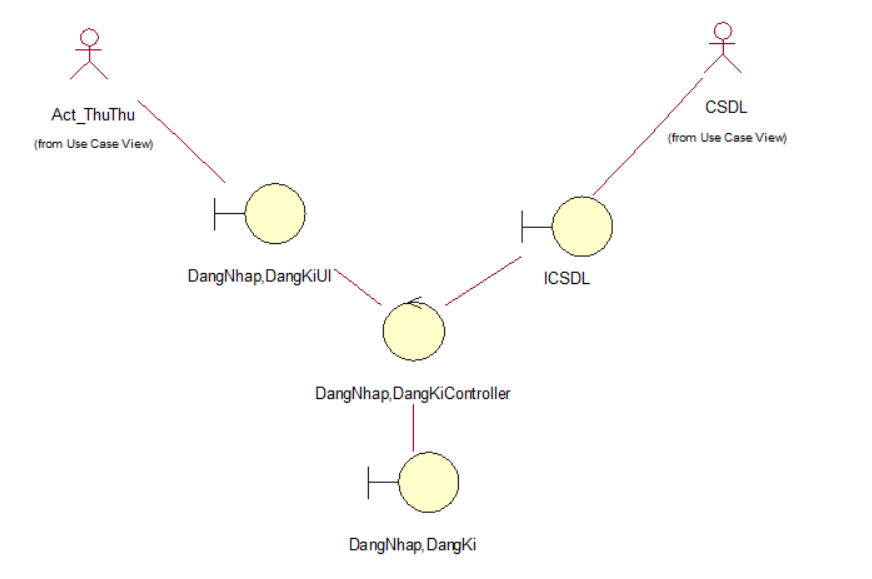 Act_ThuThu
(from Use Case View)
CSDL
(from Use Case View)
DangNhap,DangKiUI
ICSDL
DangNhap,DangKiController
DangNhap,DangKi